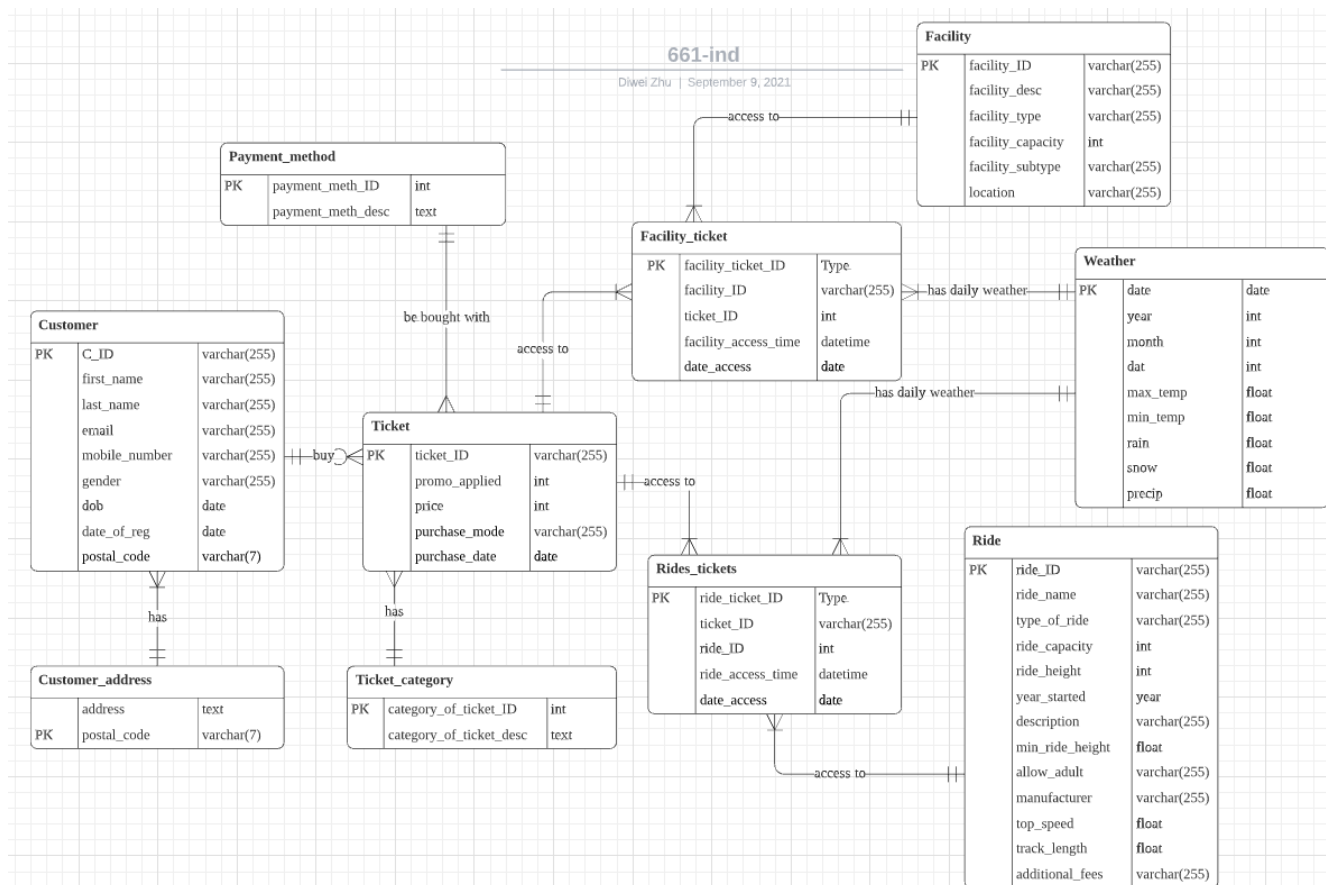 661-ind
Diwei Zhu | September 9, 2021
Facility
PK facility_ID varchar(255)
facility_desc varchar(255)
facility_type varchar(255)
facility_capacity int
facility_subtype varchar(255)
location varchar(255)
access to
Payment_method
PK payment_meth_ID int
payment_meth_desc text
be bought with
Facility_ticket
PK facility_ticket_ID Type
facility_ID varchar(255)
ticket_ID int
facility_access_time datetime
date_access date
access to
has daily weather
Weather
PK date date
year int
month int
dat int
max_temp float
min_temp float
rain float
snow float
precip float
has daily weather
Customer
PK C_ID varchar(255)
first_name varchar(255)
last_name varchar(255)
email varchar(255)
mobile_number varchar(255)
gender varchar(255)
dob date
date_of_reg date
postal_code varchar(7)
buy
Ticket
PK ticket_ID varchar(255)
promo_applied int
price int
purchase_mode varchar(255)
purchase_date date
access to
has
has
Customer_address
address text
PK postal_code varchar(7)
Ticket_category
PK category_of_ticket_ID int
category_of_ticket_desc text
Rides_tickets
PK ride_ticket_ID Type
ticket_ID varchar(255)
ride_ID int
ride_access_time datetime
date_access date
access to
Ride
PK ride_ID varchar(255)
ride_name varchar(255)
type_of_ride varchar(255)
ride_capacity int
ride_height int
year_started year
description varchar(255)
min_ride_height float
allow_adult varchar(255)
manufacturer varchar(255)
top_speed float
track_length float
additional_fees varchar(255)